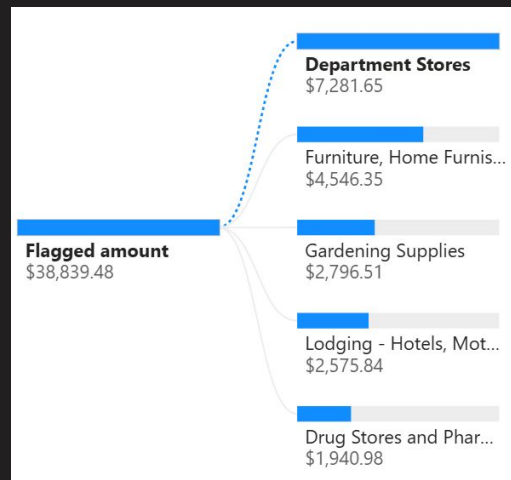 Department Stores
$7,281.65
Furniture, Home Furnis...
$4,546.35
Flagged amount
$38,839.48
Gardening Supplies
$2,796.51
Lodging - Hotels, Mot...
$2,575.84
Drug Stores and Phar...
$1,940.98